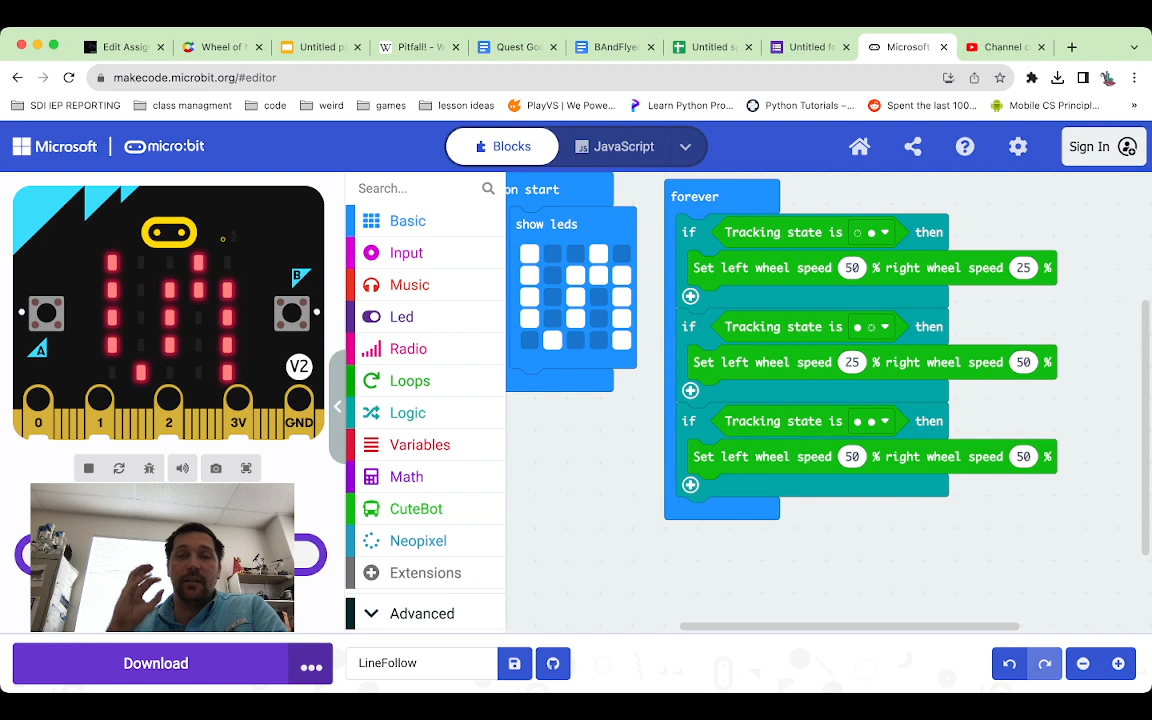 Edit Assig
Wheel of
Untitled p
Pitfall! - W
Quest Go
BAndFlye
Untitled s
Untitled fo
Microsoft
Channel c
makecode.microbit.org/#editor
SDI IEP REPORTING
class managment
code
weird
games
lesson ideas
PlayVS | We Powe...
Learn Python Pro...
Python Tutorials –...
Spent the last 100...
Mobile CS Principl...
»
Microsoft
micro:bit
Blocks
JS JavaScript
Sign In
A
B
V2
0 1 2 3V GND
Search...
Basic
Input
Music
Led
Radio
Loops
Logic
Variables
Math
CuteBot
Neopixel
Extensions
Advanced
on start
show leds
forever
if Tracking state is then
Set left wheel speed 50 % right wheel speed 25 %
if Tracking state is then
Set left wheel speed 25 % right wheel speed 50 %
if Tracking state is then
Set left wheel speed 50 % right wheel speed 50 %
Download
LineFollow